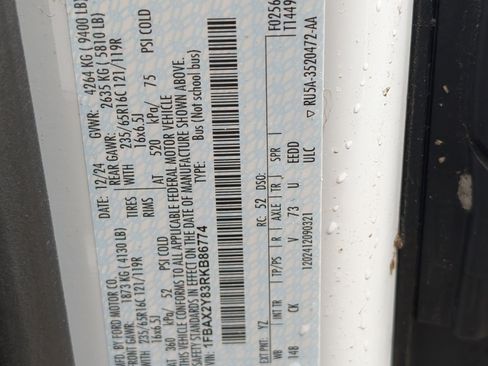 MFD. BY FORD MOTOR CO.
DATE: 12/24 GVWR: 4264 KG ( 9400 LB)
FRONT GAWR: 1873 KG ( 4130 LB) REAR GAWR: 2635 KG ( 5810 LB)
235/65R16C 121/119R TIRES WITH 235/65R16C 121/119R
16x6.5J RIMS 16x6.5J
AT 360 kPa/ 52 PSI COLD AT 520 kPa/ 75 PSI COLD
THIS VEHICLE CONFORMS TO ALL APPLICABLE FEDERAL MOTOR VEHICLE
SAFETY AND BUMPER STANDARDS IN EFFECT ON THE DATE OF MANUFACTURE SHOWN ABOVE.
VIN: 1FBAX2Y83RKB86774 TYPE: Bus (Not school bus)
F0256
T1449
EXT PNT: YZ RC: 52 DSO:
WB BRK INT TR TP/PS R AXLE TR J SPR
148 CK V 73 U EEDD
1202412090321 ULC
▽ RU5A-3520472-AA